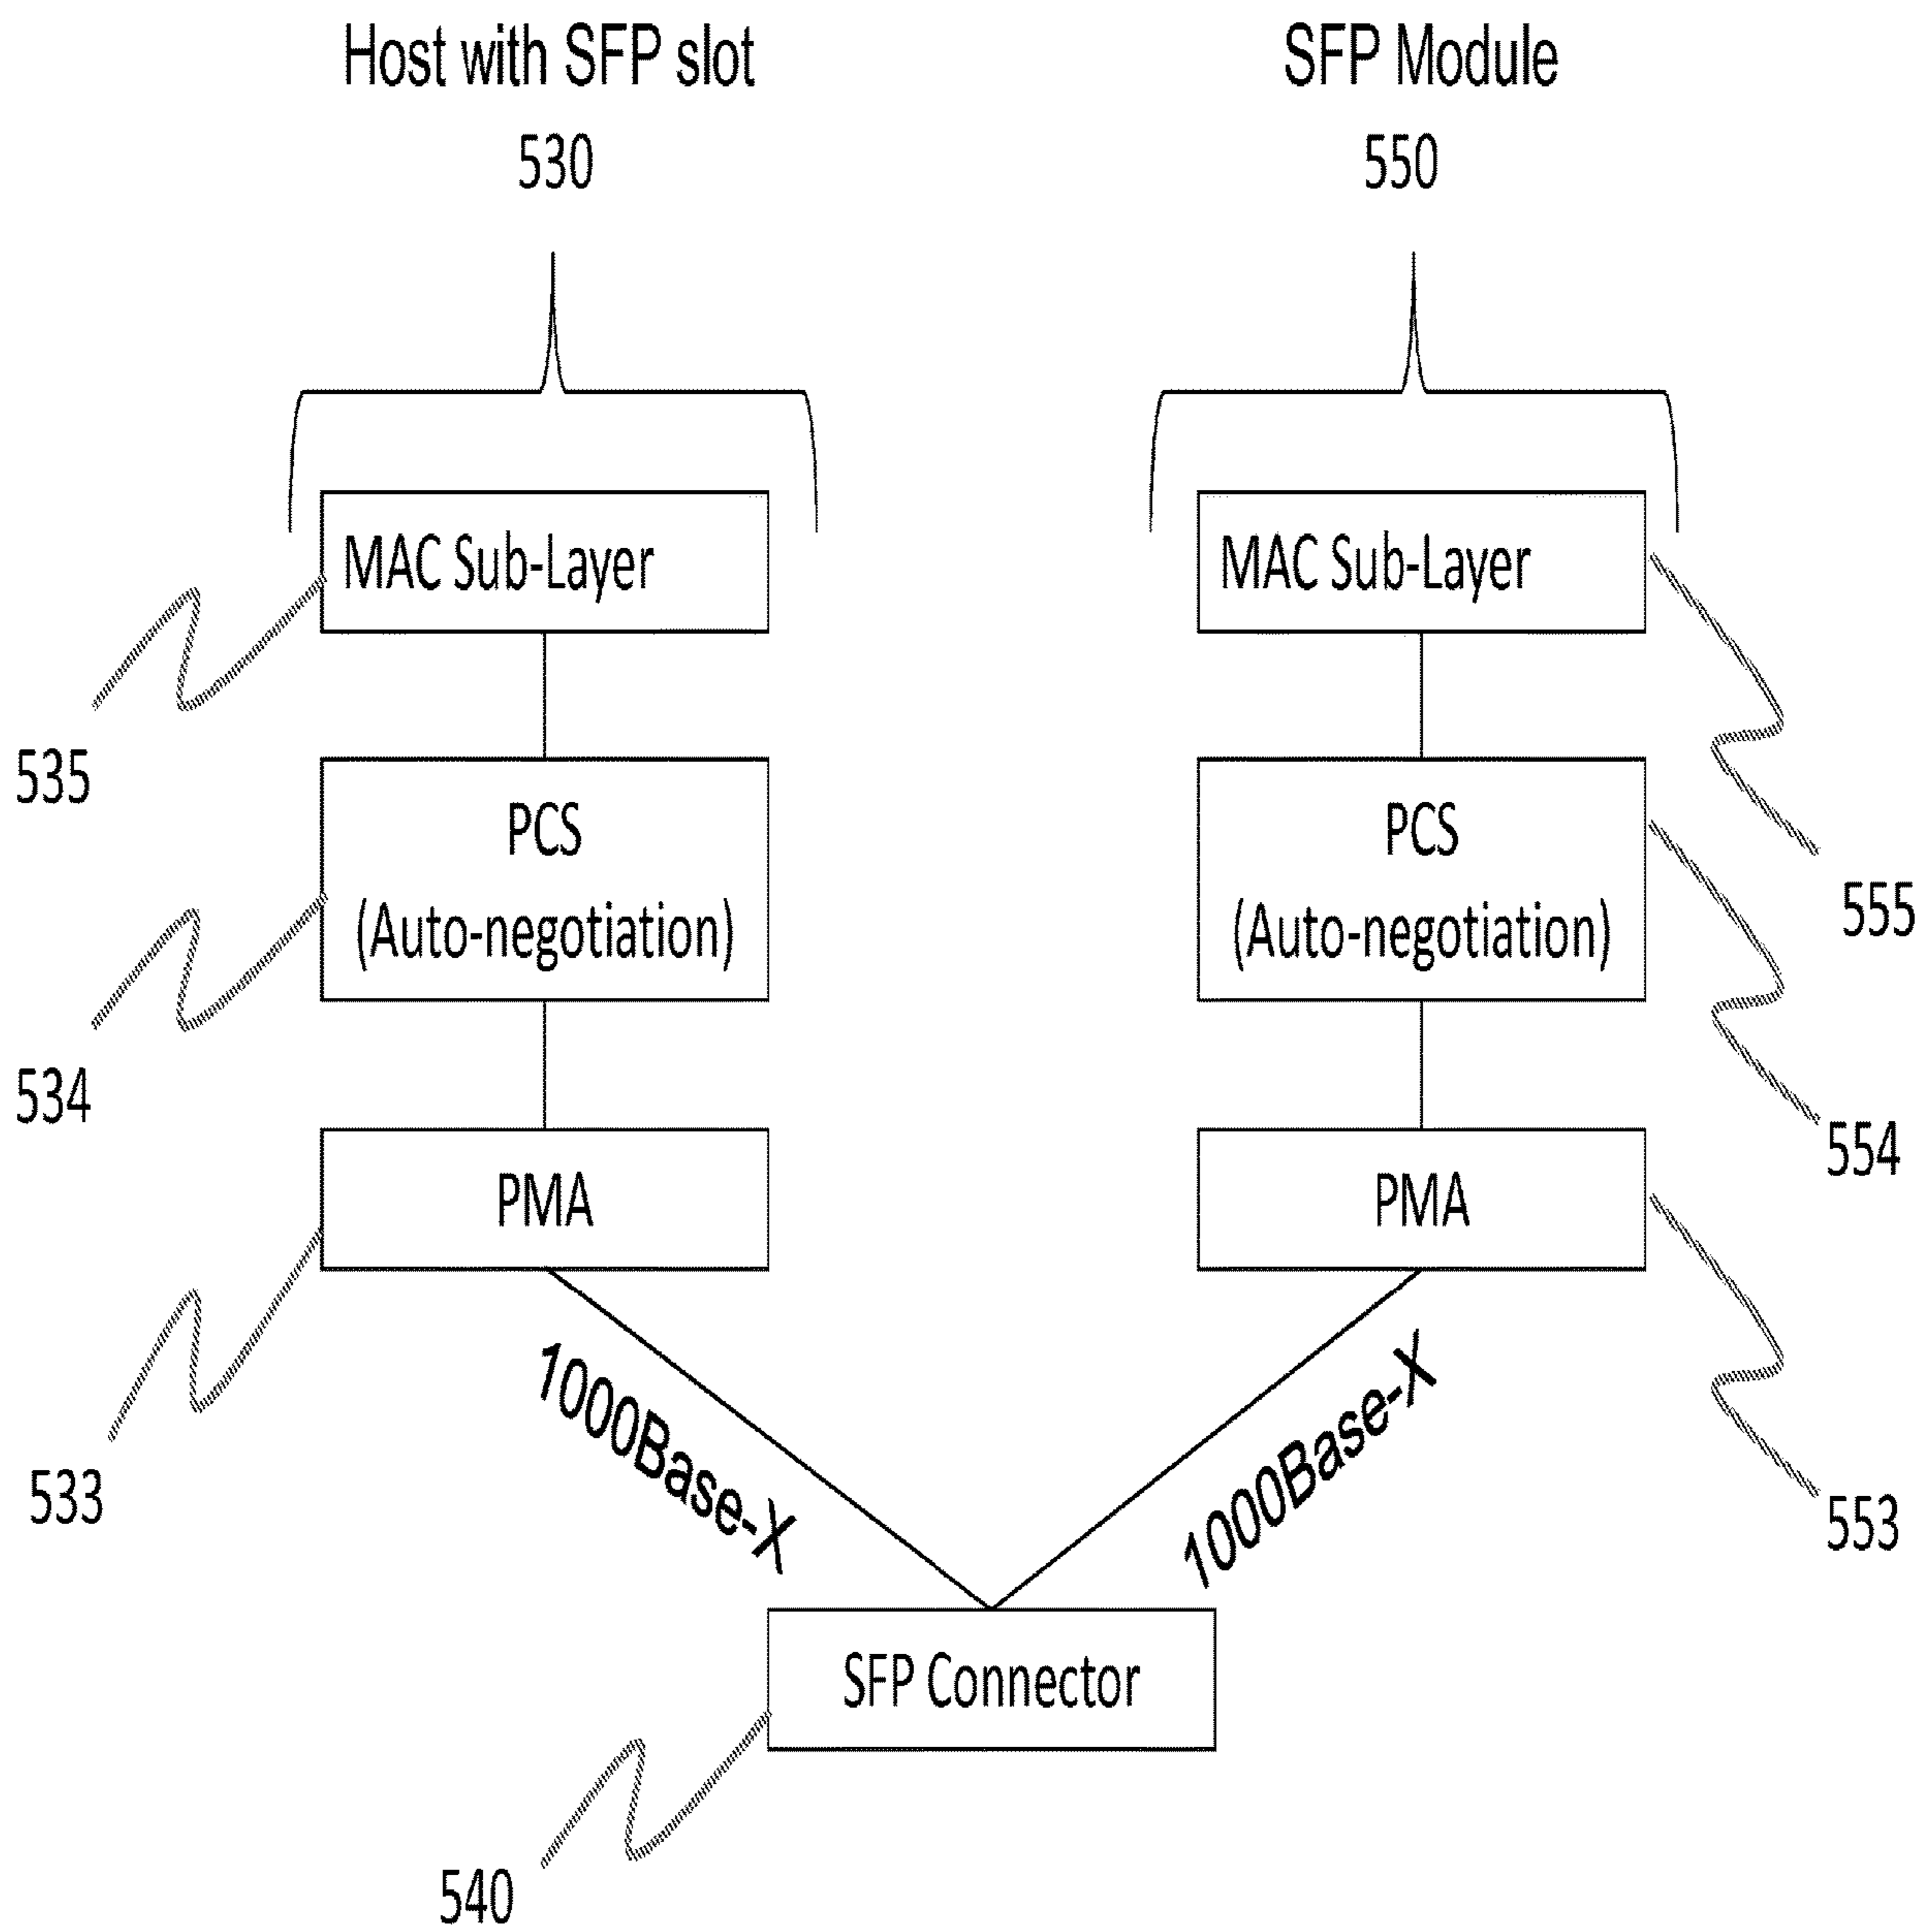 Host with SFP slot
530
SFP Module
550
MAC Sub-Layer
MAC Sub-Layer
535
PCS
(Auto-negotiation)
PCS
(Auto-negotiation)
555
534
554
PMA
PMA
533
553
1000Base-X
1000Base-X
SFP Connector
540